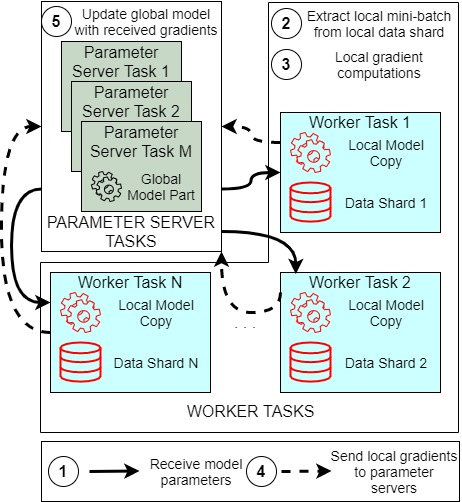 5
Update global model
with received gradients
Parameter
Server Task 1
Parameter
Server Task 2
Parameter
Server Task M
Global
Model Part
PARAMETER SERVER
TASKS
2
Extract local mini-batch
from local data shard
3
Local gradient
computations
Worker Task 1
Local Model
Copy
Data Shard 1
Worker Task N
Local Model
Copy
Data Shard N
. . .
Worker Task 2
Local Model
Copy
Data Shard 2
WORKER TASKS
1
Receive model
parameters
4
Send local gradients
to parameter
servers